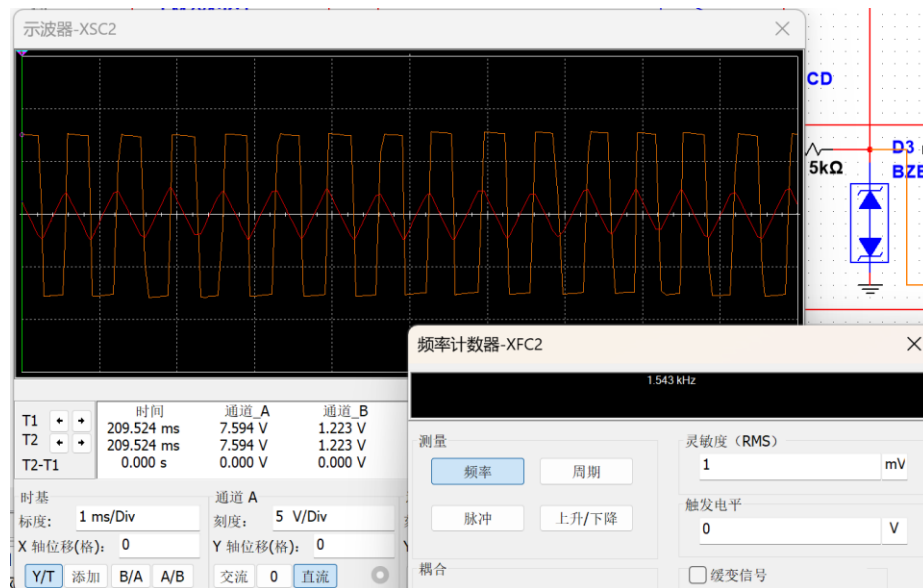 示波器-XSC2
CD
5kΩ
D3
BZE
频率计数器-XFC2
1.543 kHz
时间 通道_A 通道_B
T1 209.524 ms 7.594 V 1.223 V
T2 209.524 ms 7.594 V 1.223 V
T2-T1 0.000 s 0.000 V 0.000 V
测量
频率 周期
脉冲 上升/下降
耦合
灵敏度（RMS）
1 mV
触发电平
0 V
缓变信号
时基
标度： 1 ms/Div
X 轴位移(格)： 0
Y/T 添加 B/A A/B
通道 A
刻度： 5 V/Div
Y 轴位移(格)： 0
交流 0 直流